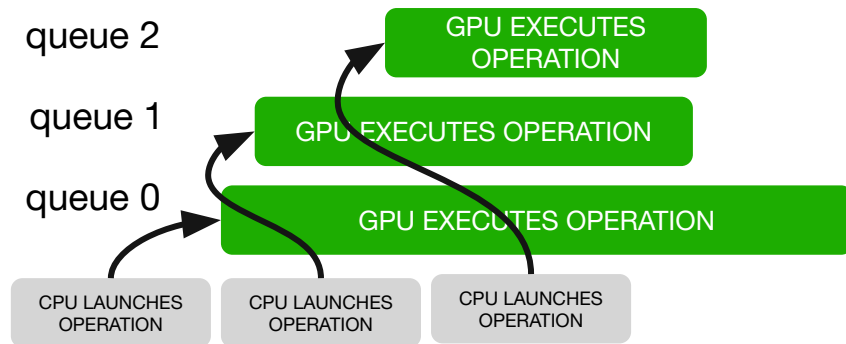 queue 2
GPU EXECUTES
OPERATION
queue 1
GPU EXECUTES OPERATION
queue 0
GPU EXECUTES OPERATION
CPU LAUNCHES
OPERATION
CPU LAUNCHES
OPERATION
CPU LAUNCHES
OPERATION